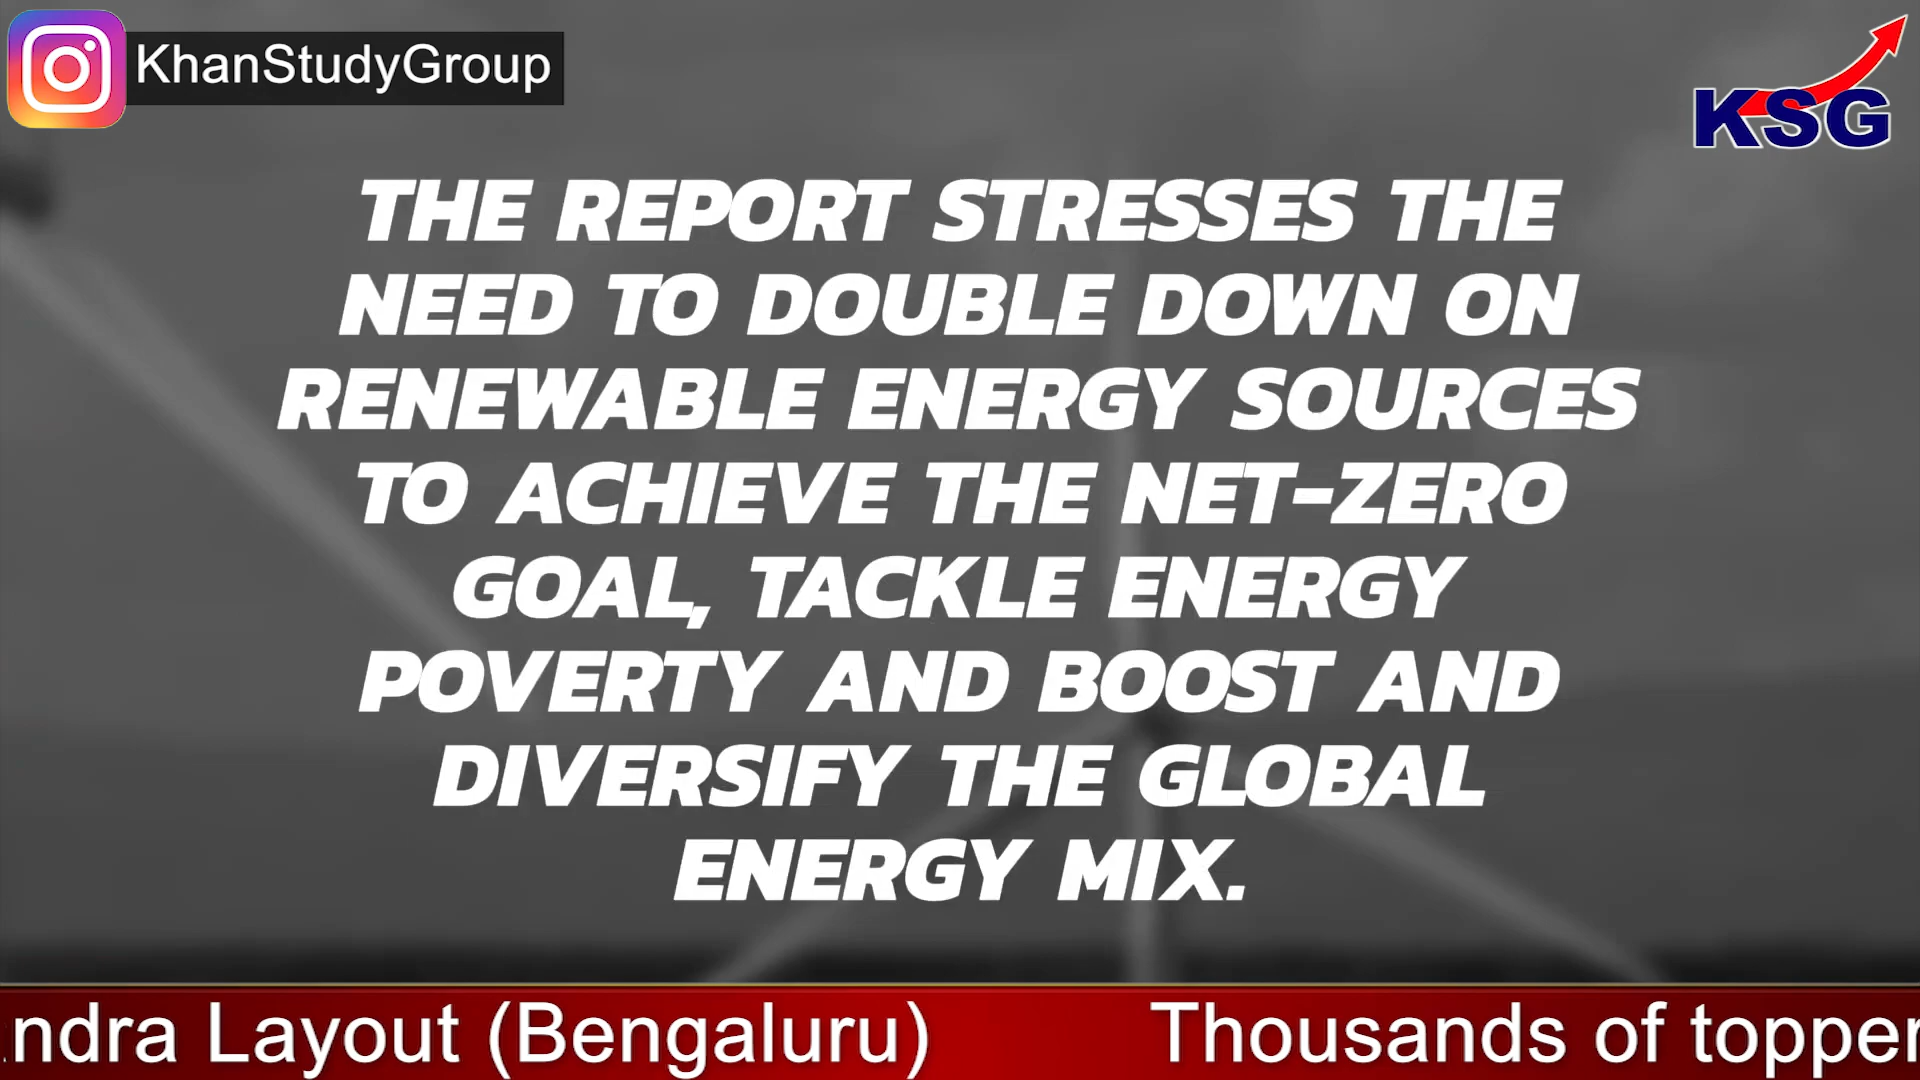 KhanStudyGroup
KSG
THE REPORT STRESSES THE
NEED TO DOUBLE DOWN ON
RENEWABLE ENERGY SOURCES
TO ACHIEVE THE NET-ZERO
GOAL, TACKLE ENERGY
POVERTY AND BOOST AND
DIVERSIFY THE GLOBAL
ENERGY MIX.
ndra Layout (Bengaluru) Thousands of topper